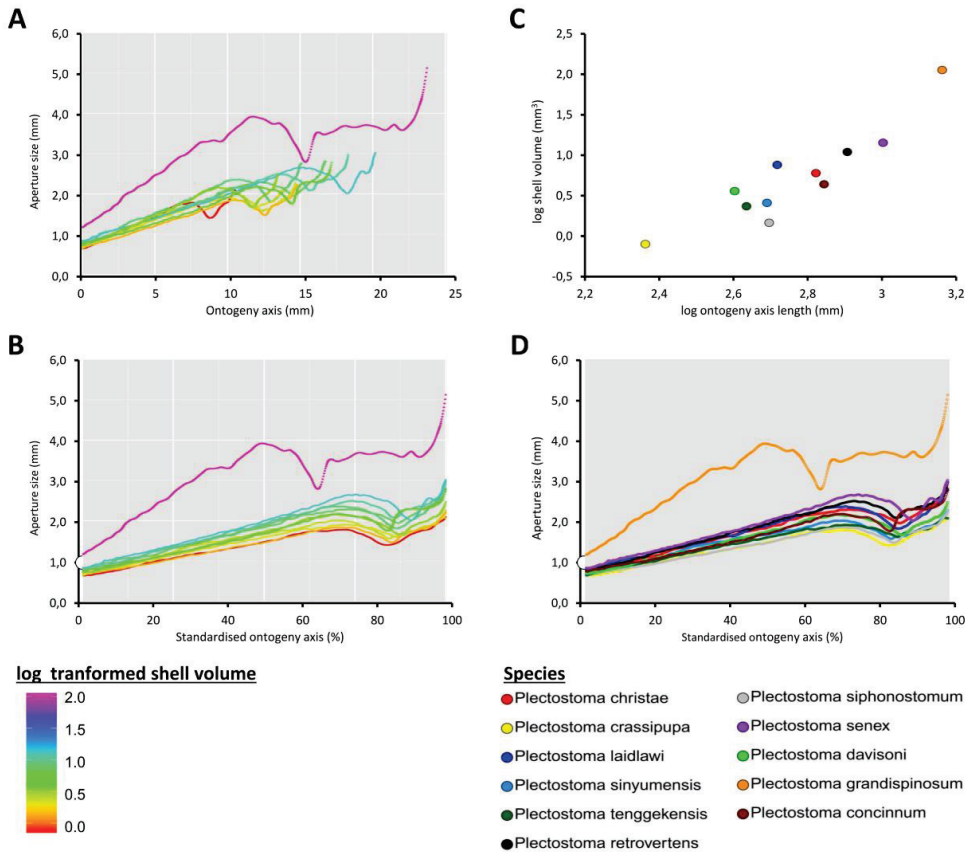 A
6,0
5,0
4,0
3,0
2,0
1,0
0,0
Aperture size (mm)
0
5
10
15
20
25
Ontogeny axis (mm)
C
2,5
2,0
1,5
1,0
0,5
0,0
-0,5
log shell volume (mm³)
2,2
2,4
2,6
2,8
3
3,2
log ontogeny axis length (mm)
B
6,0
5,0
4,0
3,0
2,0
1,0
0,0
Aperture size (mm)
0
20
40
60
80
100
Standardised ontogeny axis (%)
D
6,0
5,0
4,0
3,0
2,0
1,0
0,0
Aperture size (mm)
0
20
40
60
80
100
Standardised ontogeny axis (%)
log tranformed shell volume
2.0
1.5
1.0
0.5
0.0
Species
Plectostoma christae
Plectostoma crassipupa
Plectostoma laidlawi
Plectostoma sinyumensis
Plectostoma tenggekensis
Plectostoma retrovertens
Plectostoma siphonostomum
Plectostoma senex
Plectostoma davisoni
Plectostoma grandispinosum
Plectostoma concinnum